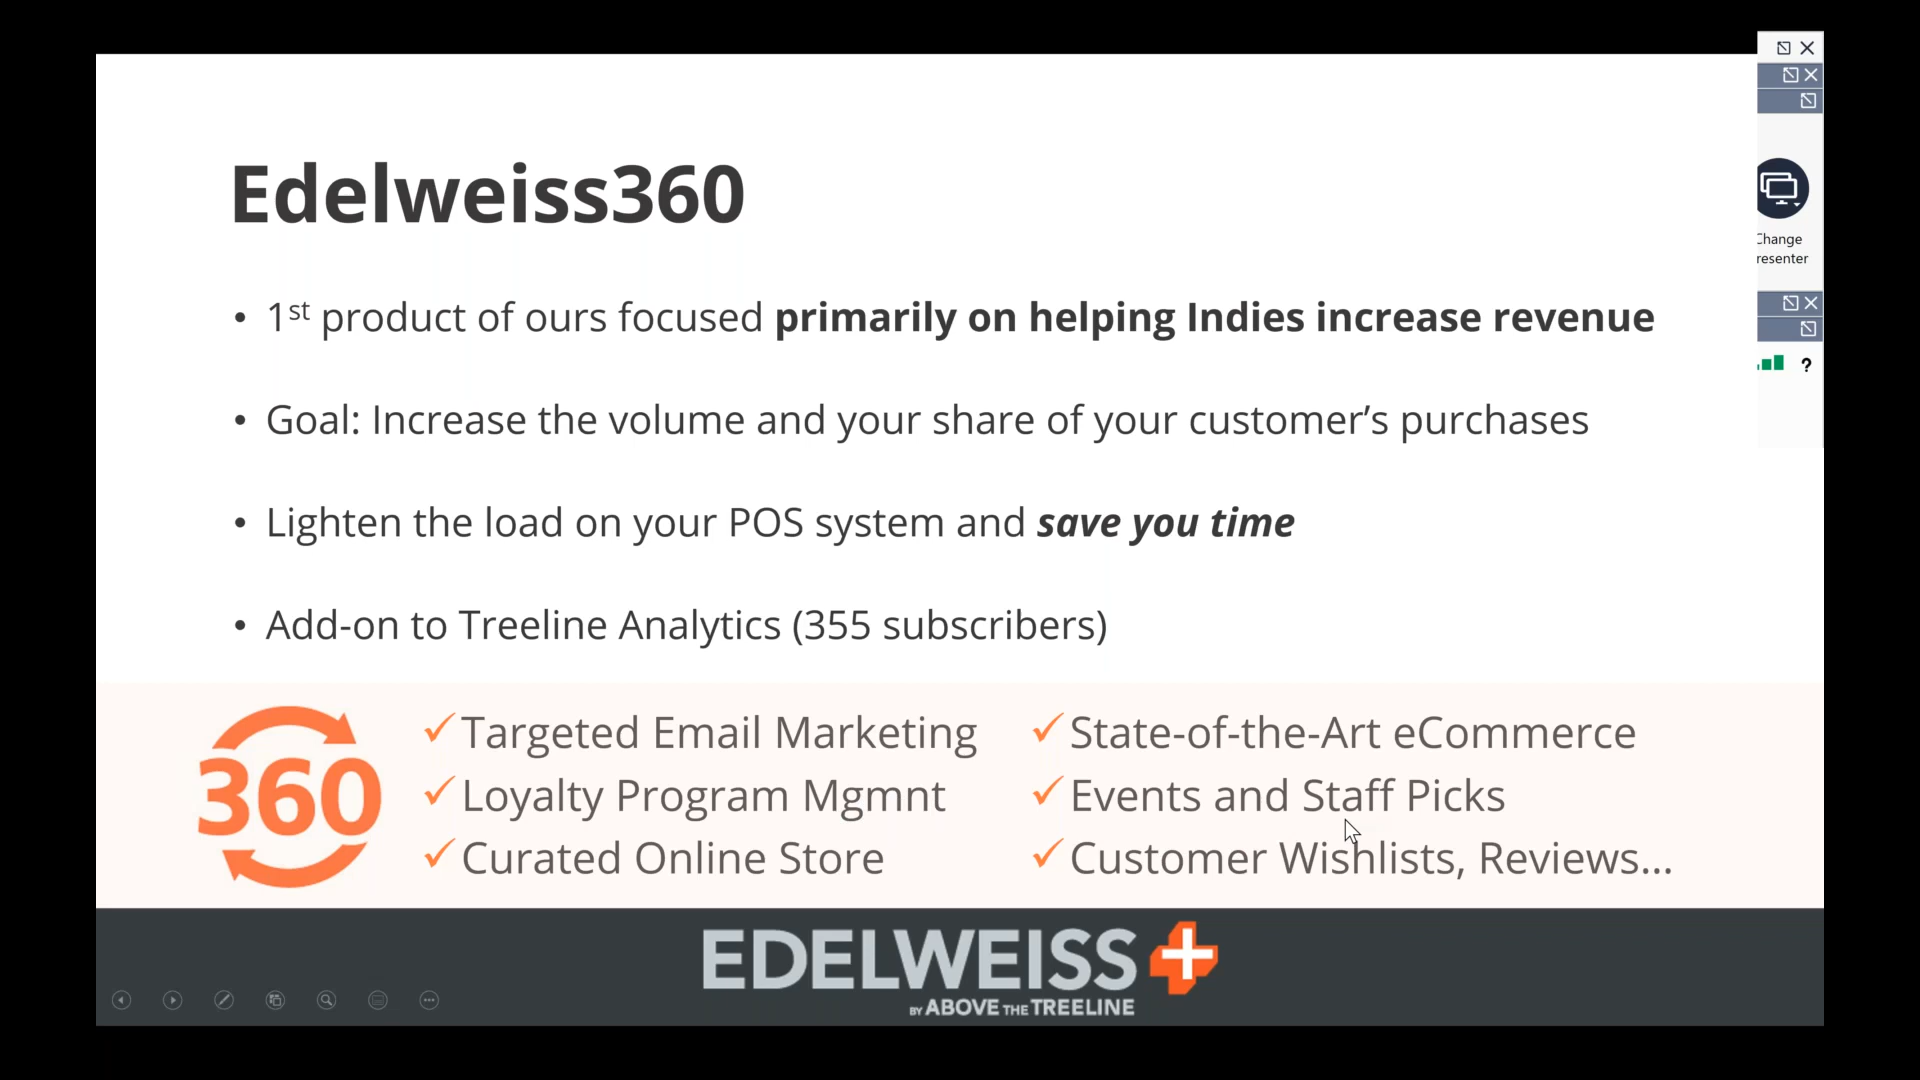 Edelweiss360
• 1st product of ours focused primarily on helping Indies increase revenue
• Goal: Increase the volume and your share of your customer’s purchases
• Lighten the load on your POS system and save you time
• Add-on to Treeline Analytics (355 subscribers)
360
✓Targeted Email Marketing
✓Loyalty Program Mgmnt
✓Curated Online Store
✓State-of-the-Art eCommerce
✓Events and Staff Picks
✓Customer Wishlists, Reviews...
EDELWEISS+
BY ABOVE THE TREELINE
Change
resenter
?